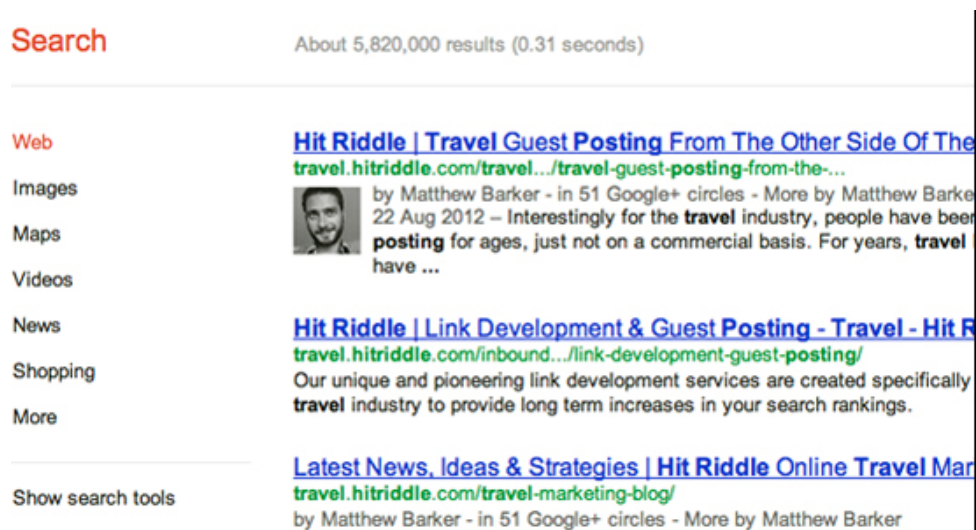 Search
About 5,820,000 results (0.31 seconds)
Web
Images
Maps
Videos
News
Shopping
More
Show search tools
Hit Riddle | Travel Guest Posting From The Other Side Of The
travel.hitriddle.com/travel.../travel-guest-posting-from-the-...
by Matthew Barker - in 51 Google+ circles - More by Matthew Barke
22 Aug 2012 – Interestingly for the travel industry, people have been
posting for ages, just not on a commercial basis. For years, travel
have ...
Hit Riddle | Link Development & Guest Posting - Travel - Hit R
travel.hitriddle.com/inbound.../link-development-guest-posting/
Our unique and pioneering link development services are created specifically
travel industry to provide long term increases in your search rankings.
Latest News, Ideas & Strategies | Hit Riddle Online Travel Mar
travel.hitriddle.com/travel-marketing-blog/
by Matthew Barker - in 51 Google+ circles - More by Matthew Barker